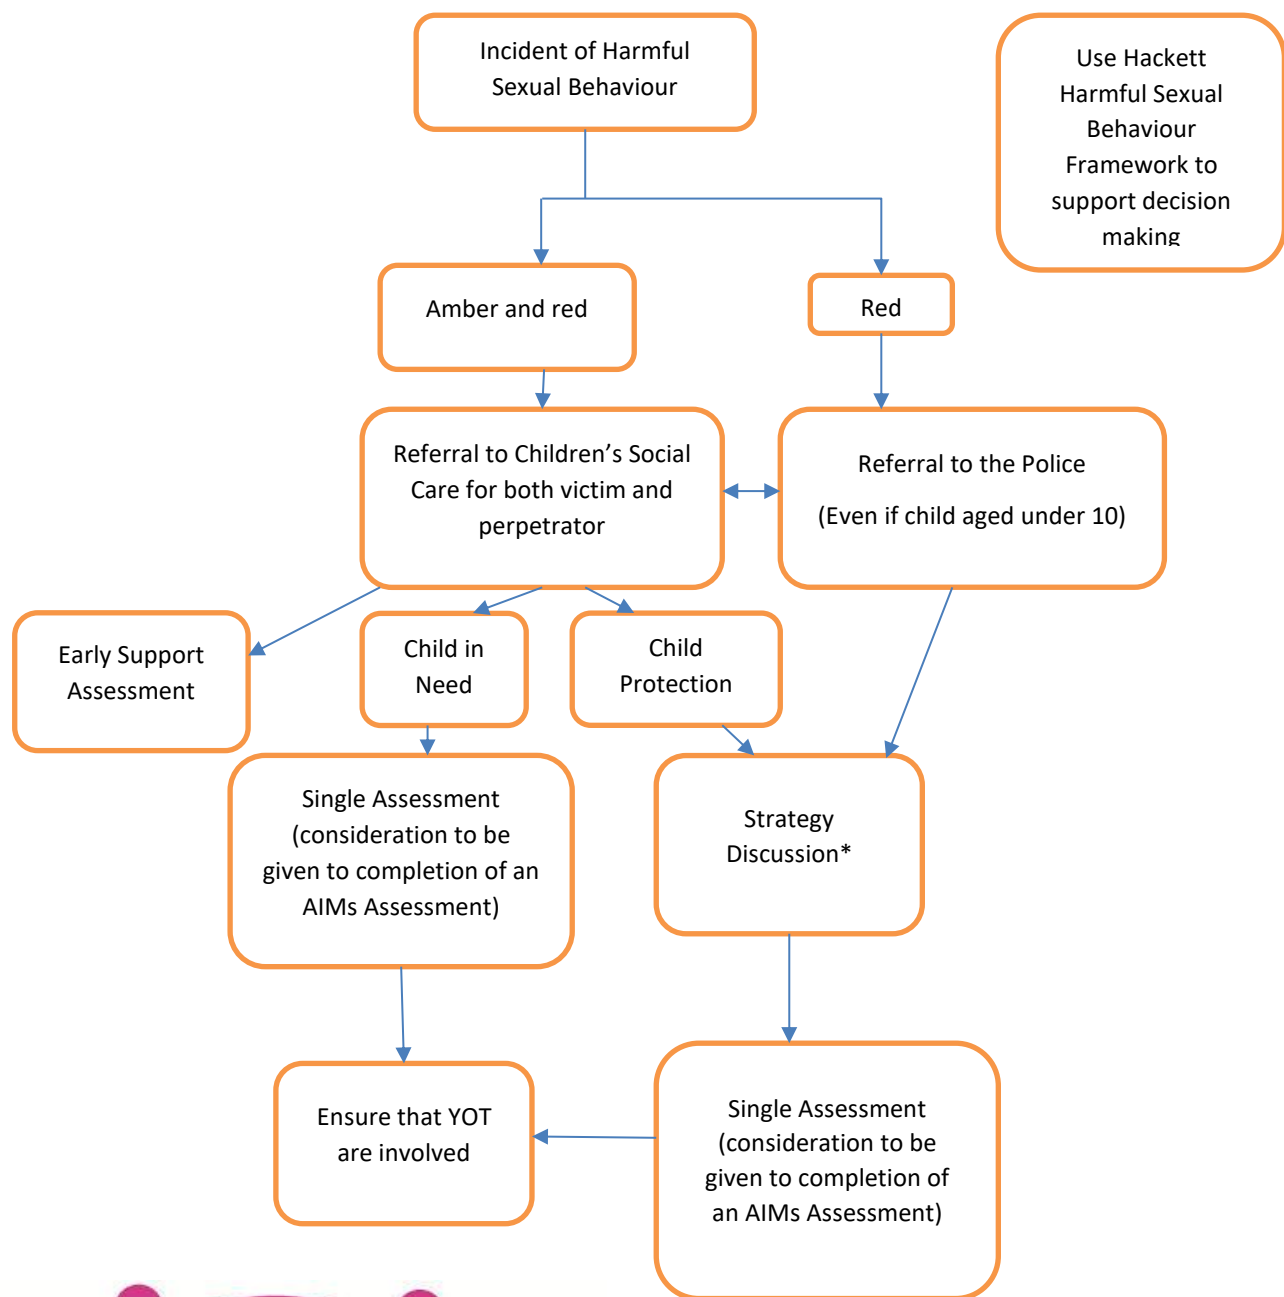 Incident of Harmful
Sexual Behaviour
Use Hackett
Harmful Sexual
Behaviour
Framework to
support decision
making
Amber and red
Red
Referral to Children’s Social
Care for both victim and
perpetrator
Referral to the Police
(Even if child aged under 10)
Early Support
Assessment
Child in
Need
Child
Protection
Single Assessment
(consideration to be
given to completion of an
AIMs Assessment)
Strategy
Discussion*
Ensure that YOT
are involved
Single Assessment
(consideration to be
given to completion of
an AIMs Assessment)